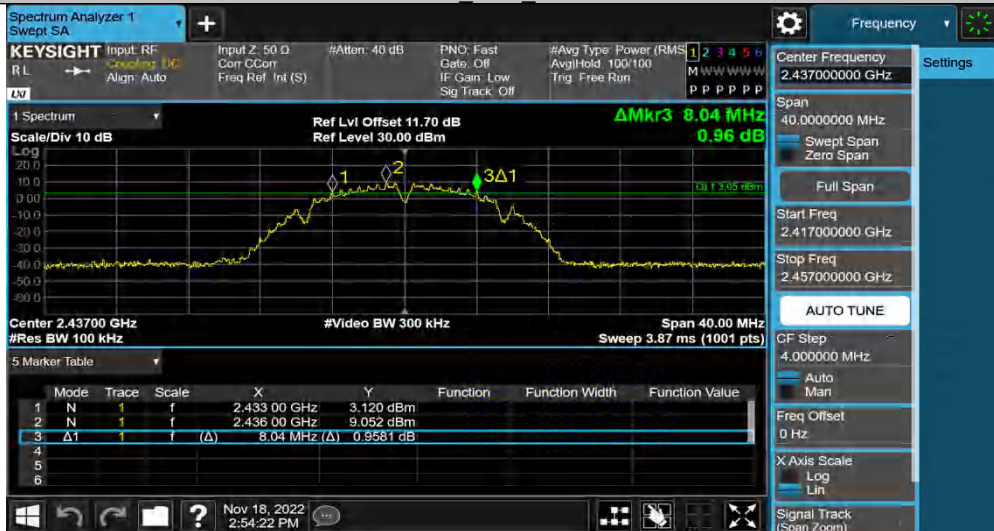 Spectrum Analyzer 1
Swept SA
+
Frequency
KEYSIGHT
RL
LXI
Input: RF
Coupling: DC
Align: Auto
Input Z: 50 Ω
Corr CCorr
Freq Ref: Int (S)
#Atten: 40 dB
PNO: Fast
Gate: Off
IF Gain: Low
Sig Track: Off
#Avg Type: Power (RMS
Avg|Hold: 100/100
Trig: Free Run
1 2 3 4 5 6
M W W W W W
P P P P P P
1 Spectrum
Scale/Div 10 dB
Ref Lvl Offset 11.70 dB
Ref Level 30.00 dBm
ΔMkr3 8.04 MHz
0.96 dB
Log
20.0
10.0
0.00
-10.0
-20.0
-30.0
-40.0
-50.0
-60.0
1
2
3Δ1
DL1 3.05 dBm
Center 2.43700 GHz
#Res BW 100 kHz
#Video BW 300 kHz
Span 40.00 MHz
Sweep 3.87 ms (1001 pts)
5 Marker Table
Mode Trace Scale X Y Function Function Width Function Value
1 N 1 f 2.433 00 GHz 3.120 dBm
2 N 1 f 2.436 00 GHz 9.052 dBm
3 Δ1 1 f (Δ) 8.04 MHz (Δ) 0.9581 dB
4
5
6
?
Nov 18, 2022
2:54:22 PM
Center Frequency
2.437000000 GHz
Settings
Span
40.0000000 MHz
Swept Span
Zero Span
Full Span
Start Freq
2.417000000 GHz
Stop Freq
2.457000000 GHz
AUTO TUNE
CF Step
4.000000 MHz
Auto
Man
Freq Offset
0 Hz
X Axis Scale
Log
Lin
Signal Track
(Span Zoom)